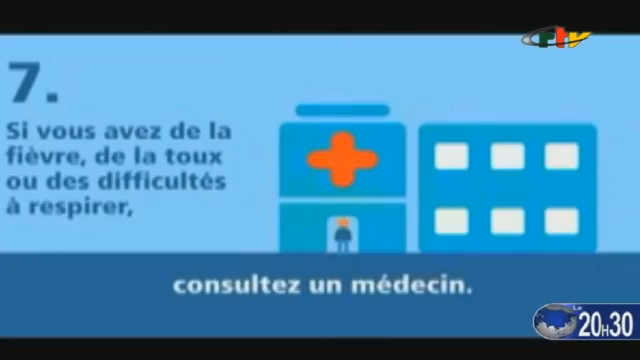 crtv
7.
Si vous avez de la
fièvre, de la toux
ou des difficultés
à respirer,
consultez un médecin.
Le
20H30